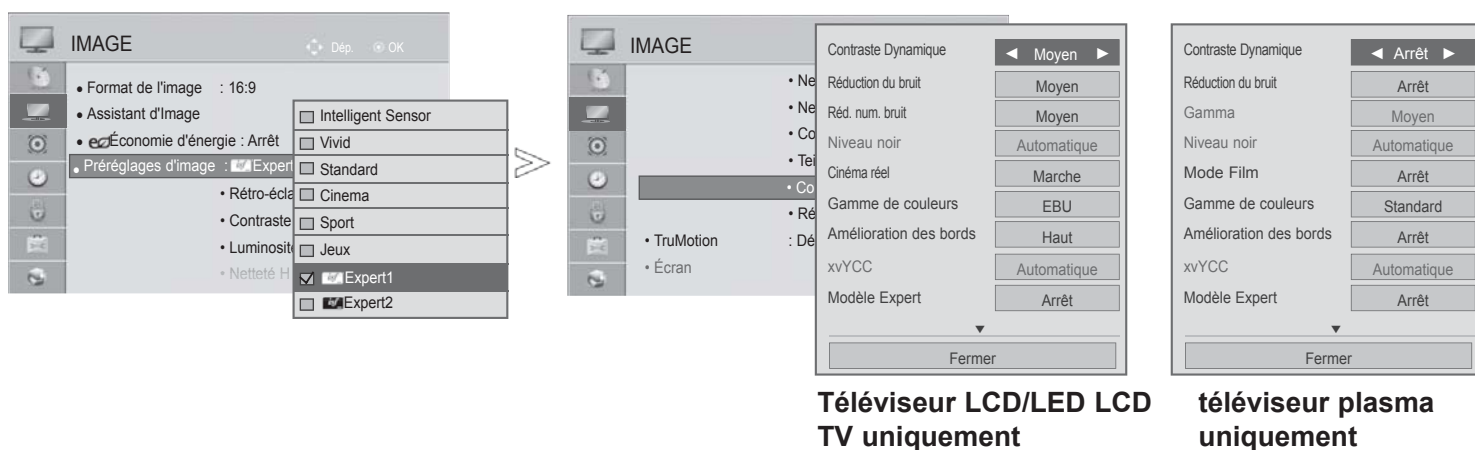 IMAGE
Dép. OK
• Format de l'image : 16:9
• Assistant d'Image
• Économie d'énergie : Arrêt
• Préréglages d'image : Expert
• Rétro-écla
• Contraste
• Luminosité
• Netteté H
Intelligent Sensor
Vivid
Standard
Cinema
Sport
Jeux
Expert1
Expert2
IMAGE
• Ne
• Ne
• Co
• Tei
• Co
• Ré
• TruMotion : Dé
• Écran
Contraste Dynamique ◄ Moyen ►
Réduction du bruit Moyen
Réd. num. bruit Moyen
Niveau noir Automatique
Cinéma réel Marche
Gamme de couleurs EBU
Amélioration des bords Haut
xvYCC Automatique
Modèle Expert Arrêt
▼
Fermer
Contraste Dynamique ◄ Arrêt ►
Réduction du bruit Arrêt
Gamma Moyen
Niveau noir Automatique
Mode Film Arrêt
Gamme de couleurs Standard
Amélioration des bords Arrêt
xvYCC Automatique
Modèle Expert Arrêt
▼
Fermer
Téléviseur LCD/LED LCD
TV uniquement
téléviseur plasma
uniquement